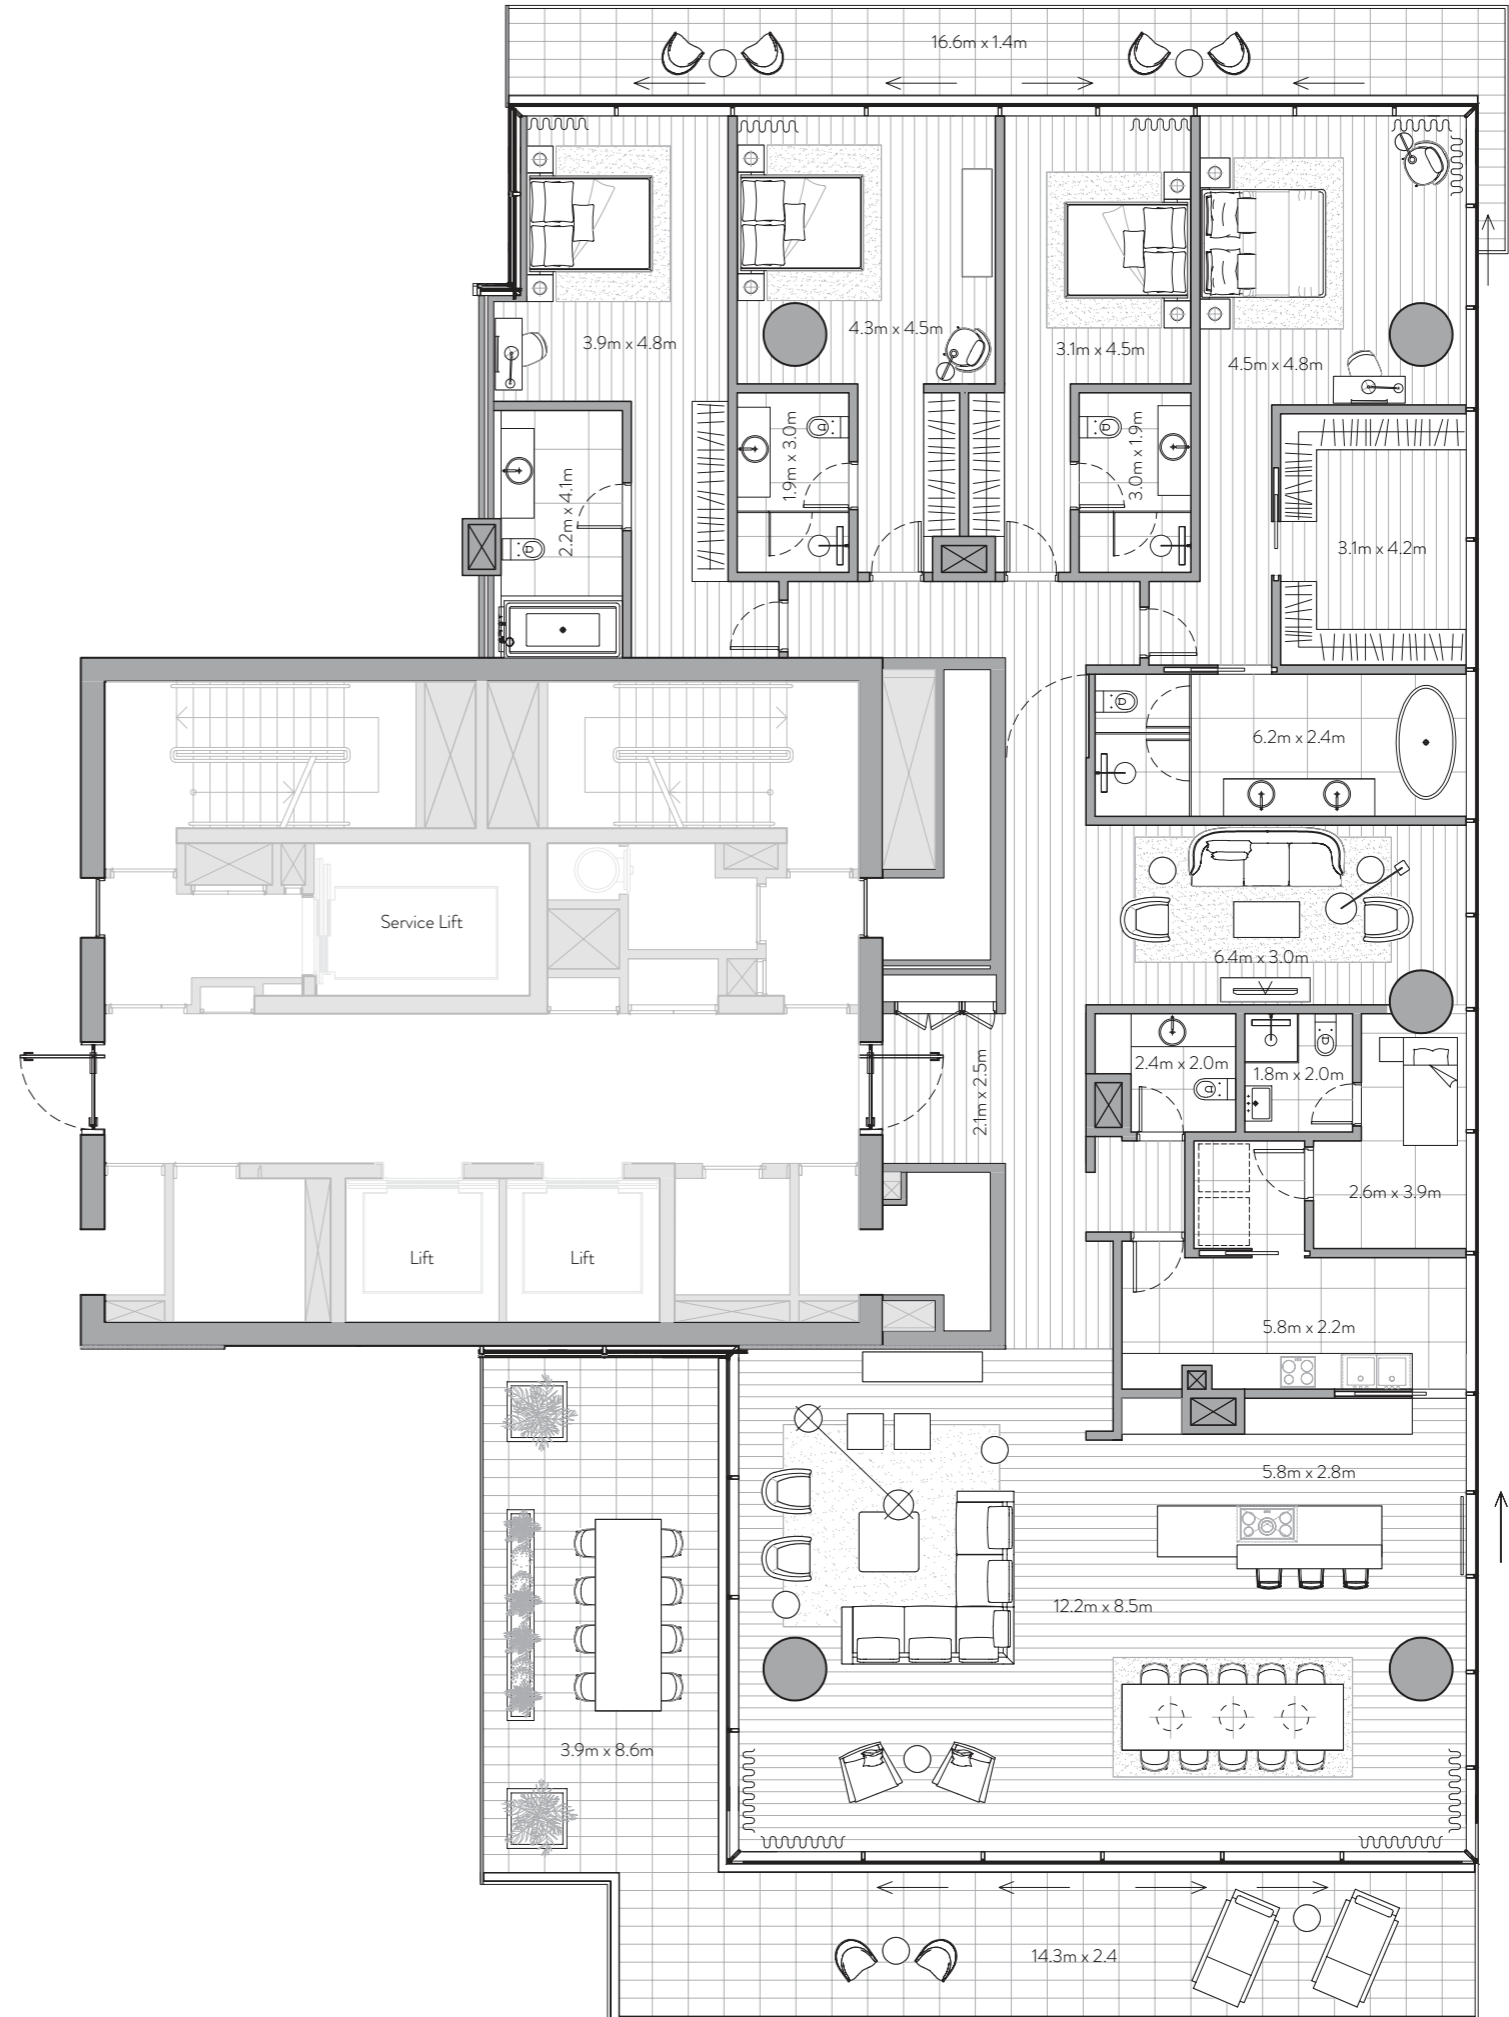 16.6m x 1.4m
3.9m x 4.8m
4.3m x 4.5m
3.1m x 4.5m
4.5m x 4.8m
2.2m x 4.1m
1.9m x 3.0m
3.0m x 1.9m
3.1m x 4.2m
6.2m x 2.4m
Service Lift
6.4m x 3.0m
2.1m x 2.5m
2.4m x 2.0m
1.8m x 2.0m
2.6m x 3.9m
Lift
Lift
5.8m x 2.2m
5.8m x 2.8m
12.2m x 8.5m
3.9m x 8.6m
14.3m x 2.4